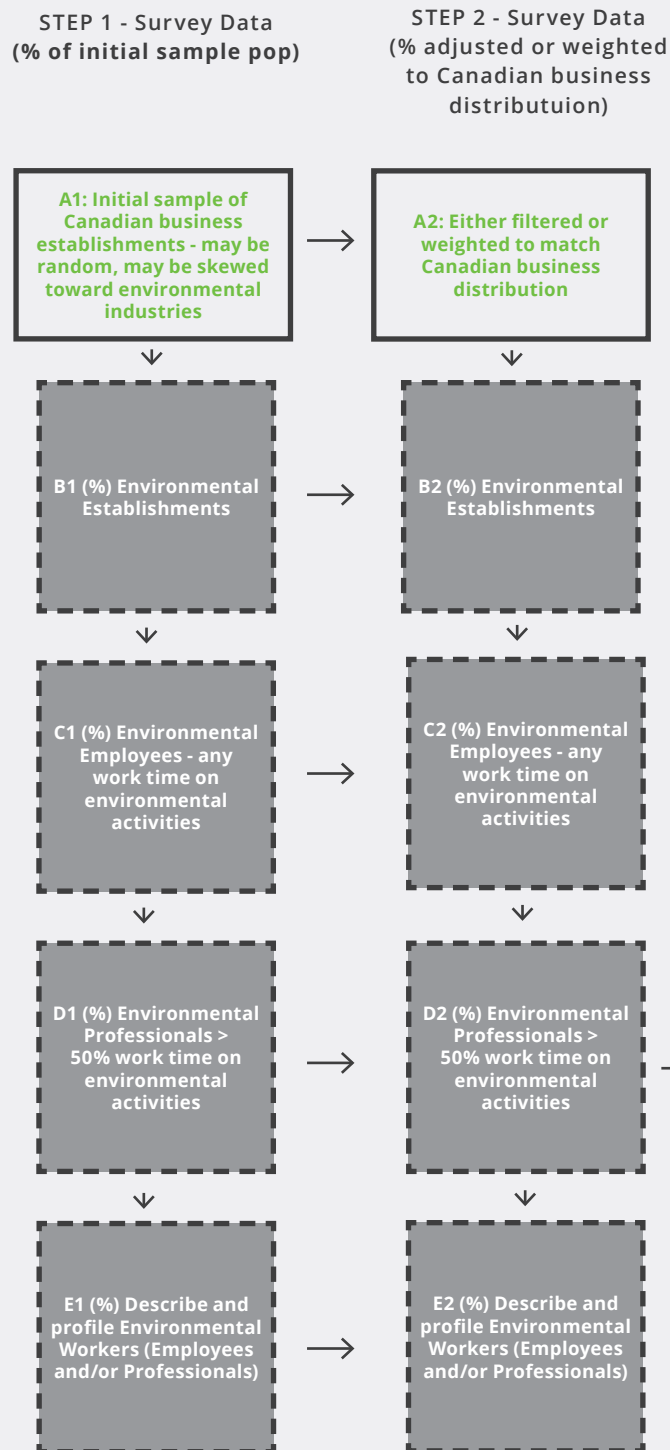 STEP 1 - Survey Data
(% of initial sample pop)
STEP 2 - Survey Data
(% adjusted or weighted
to Canadian business
distributuion)
A1: Initial sample of
Canadian business
establishments - may be
random, may be skewed
toward environmental
industries
A2: Either filtered or
weighted to match
Canadian business
distribution
B1 (%) Environmental
Establishments
B2 (%) Environmental
Establishments
C1 (%) Environmental
Employees - any
work time on
environmental
activities
C2 (%) Environmental
Employees - any
work time on
environmental
activities
D1 (%) Environmental
Professionals >
50% work time on
environmental
activities
D2 (%) Environmental
Professionals >
50% work time on
environmental
activities
E1 (%) Describe and
profile Environmental
Workers (Employees
and/or Professionals)
E2 (%) Describe and
profile Environmental
Workers (Employees
and/or Professionals)